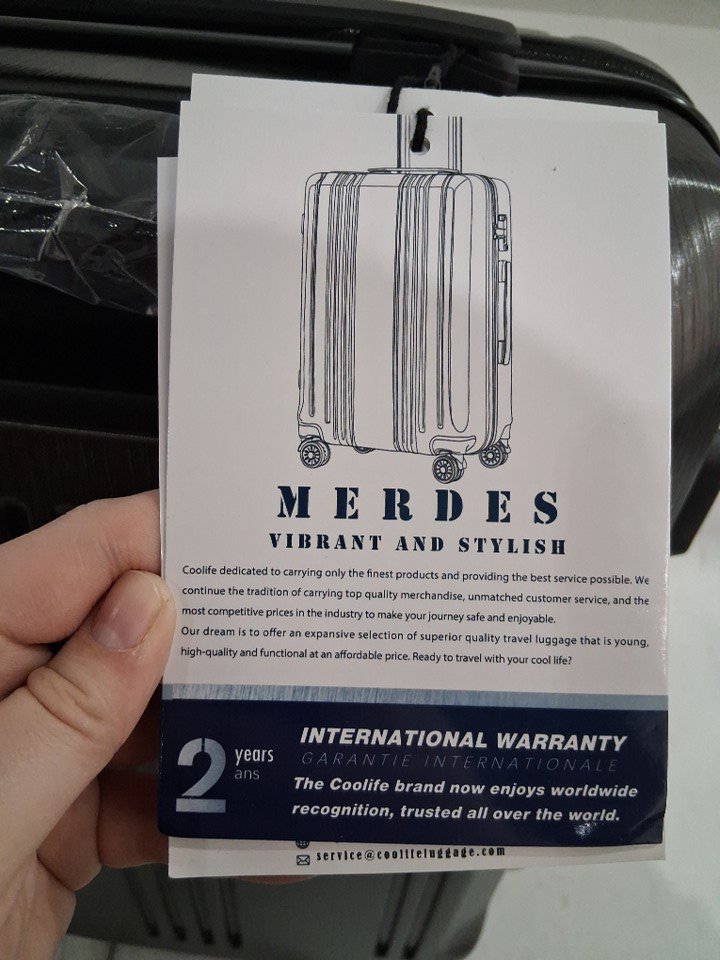 MERDES
VIBRANT AND STYLISH
Coolife dedicated to carrying only the finest products and providing the best service possible. We
continue the tradition of carrying top quality merchandise, unmatched customer service, and the
most competitive prices in the industry to make your journey safe and enjoyable.
Our dream is to offer an expansive selection of superior quality travel luggage that is young,
high-quality and functional at an affordable price. Ready to travel with your cool life?
2 years
ans
INTERNATIONAL WARRANTY
GARANTIE INTERNATIONALE
The Coolife brand now enjoys worldwide
recognition, trusted all over the world.
service@coolifeluggage.com